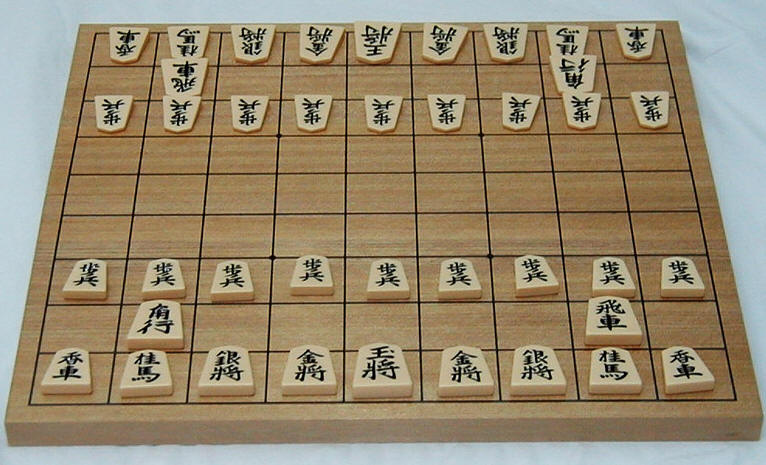 香車 桂馬 銀將 金將 王將 金將 銀將 桂馬 香車
飛車 角行
歩兵 歩兵 歩兵 歩兵 歩兵 歩兵 歩兵 歩兵 歩兵
歩兵 歩兵 歩兵 歩兵 歩兵 歩兵 歩兵 歩兵 歩兵
角行 飛車
香車 桂馬 銀將 金將 玉將 金將 銀將 桂馬 香車